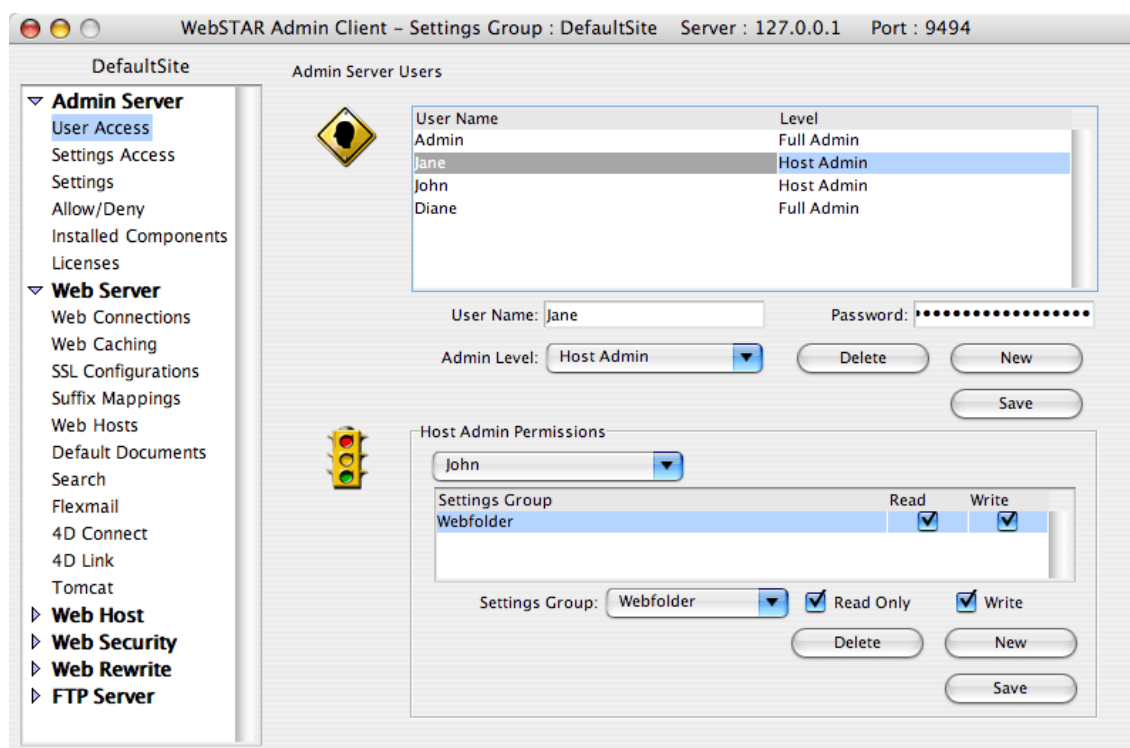 WebSTAR Admin Client – Settings Group : DefaultSite Server : 127.0.0.1 Port : 9494
DefaultSite
Admin Server
User Access
Settings Access
Settings
Allow/Deny
Installed Components
Licenses
Web Server
Web Connections
Web Caching
SSL Configurations
Suffix Mappings
Web Hosts
Default Documents
Search
Flexmail
4D Connect
4D Link
Tomcat
Web Host
Web Security
Web Rewrite
FTP Server
Admin Server Users
User Name Level
Admin Full Admin
Jane Host Admin
John Host Admin
Diane Full Admin
User Name: Jane Password: ••••••••••••••••••
Admin Level: Host Admin Delete New
Save
Host Admin Permissions
John
Settings Group Read Write
Webfolder
Settings Group: Webfolder Read Only Write
Delete New
Save